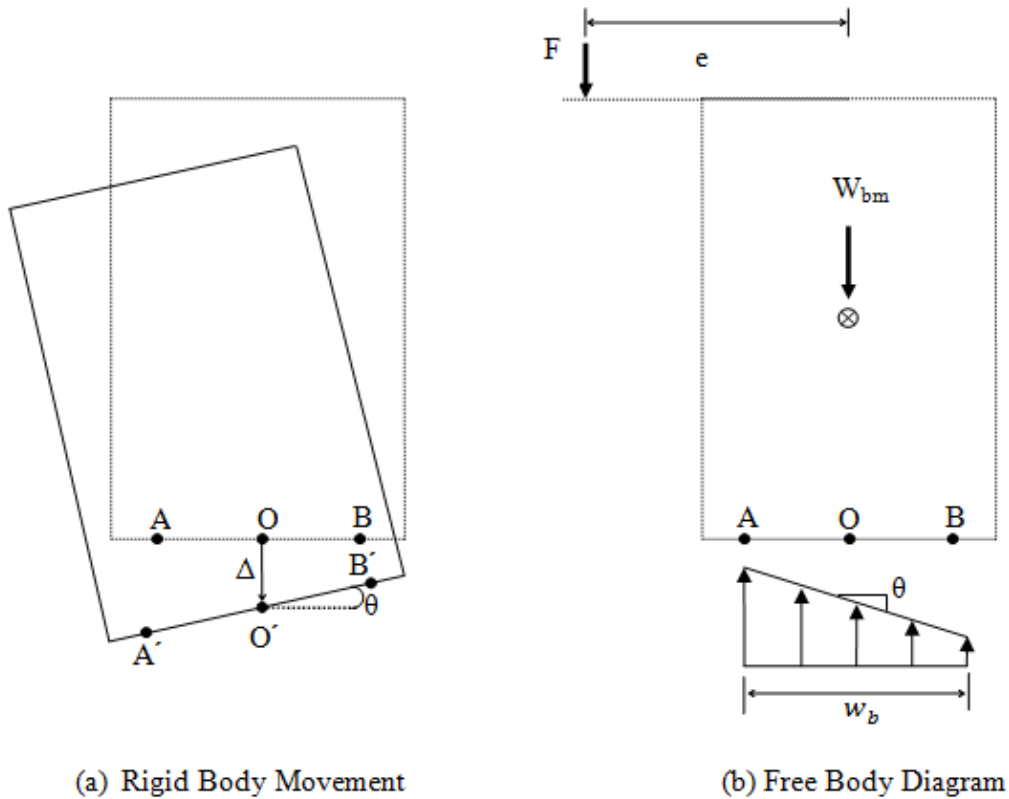 F
e
W_bm
A O B
Δ
B´
θ
O´
A´
A O B
θ
w_b
(a) Rigid Body Movement
(b) Free Body Diagram